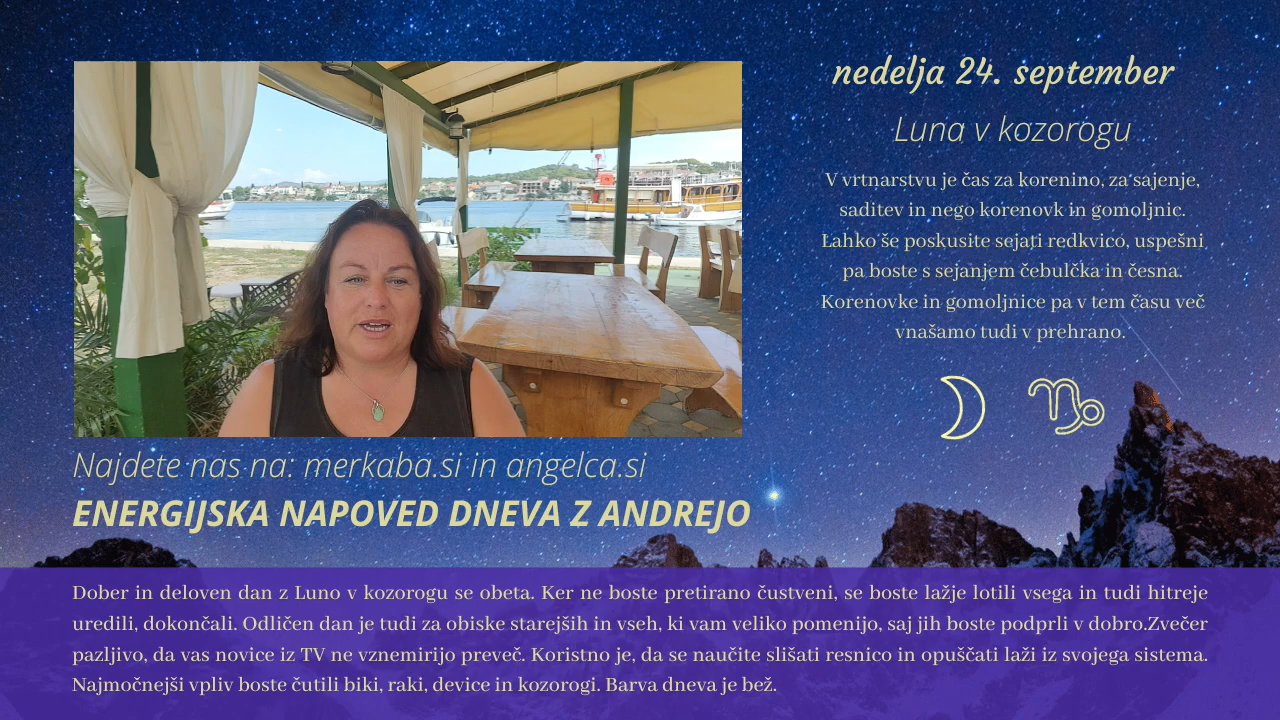 nedelja 24. september
Luna v kozorogu
V vrtnarstvu je čas za korenino, za sajenje,
saditev in nego korenovk in gomoljnic.
Lahko še poskusite sejati redkvico, uspešni
pa boste s sejanjem čebulčka in česna.
Korenovke in gomoljnice pa v tem času več
vnašamo tudi v prehrano.
Najdete nas na: merkaba.si in angelca.si
ENERGIJSKA NAPOVED DNEVA Z ANDREJO
Dober in deloven dan z Luno v kozorogu se obeta. Ker ne boste pretirano čustveni, se boste lažje lotili vsega in tudi hitreje
uredili, dokončali. Odličen dan je tudi za obiske starejših in vseh, ki vam veliko pomenijo, saj jih boste podprli v dobro.Zvečer
pazljivo, da vas novice iz TV ne vznemirijo preveč. Koristno je, da se naučite slišati resnico in opuščati laži iz svojega sistema.
Najmočnejši vpliv boste čutili biki, raki, device in kozorogi. Barva dneva je bež.